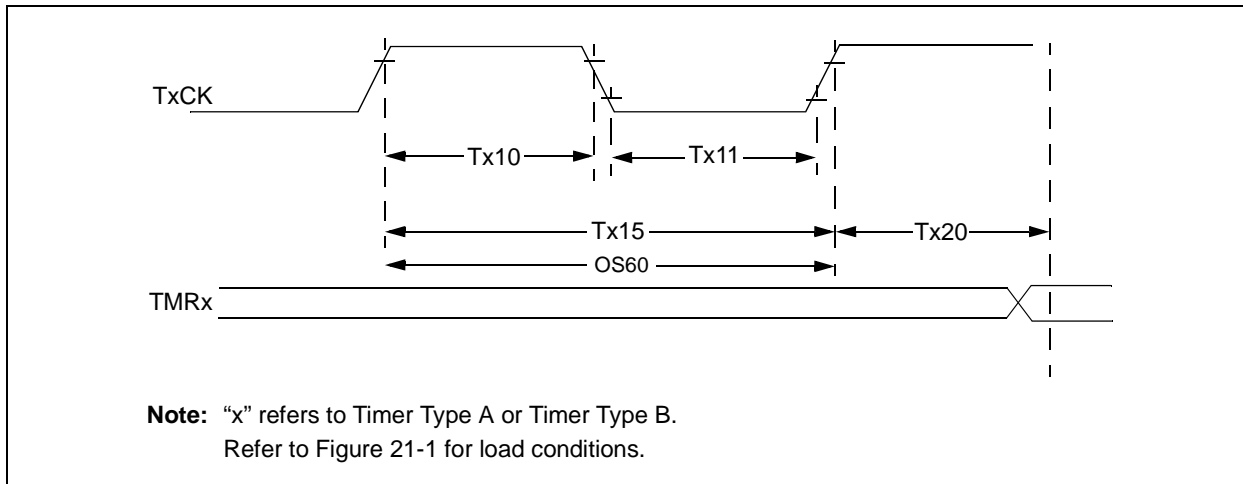 TxCK
Tx10
Tx11
Tx15
Tx20
OS60
TMRx
Note: “x” refers to Timer Type A or Timer Type B.
Refer to Figure 21-1 for load conditions.